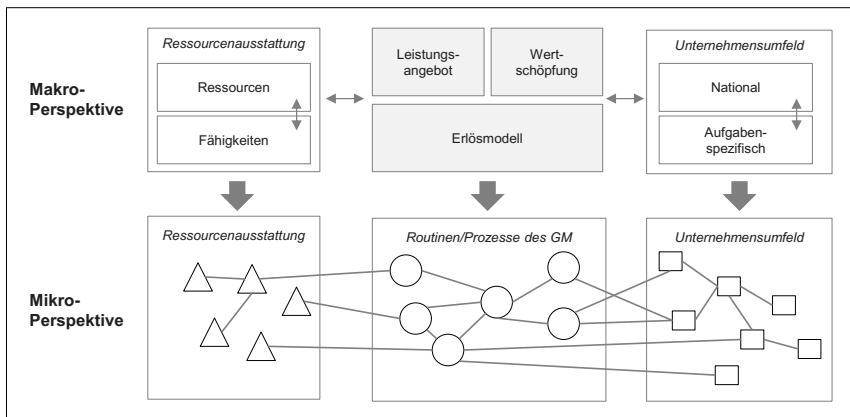 Ressourcenausstattung
Ressourcen
Fähigkeiten
Leistungs-
angebot
Wert-
schöpfung
Erlösmodell
Unternehmensumfeld
National
Aufgaben-
spezifisch
Makro-
Perspektive
Ressourcenausstattung
Routinen/Prozesse des GM
Unternehmensumfeld
Mikro-
Perspektive